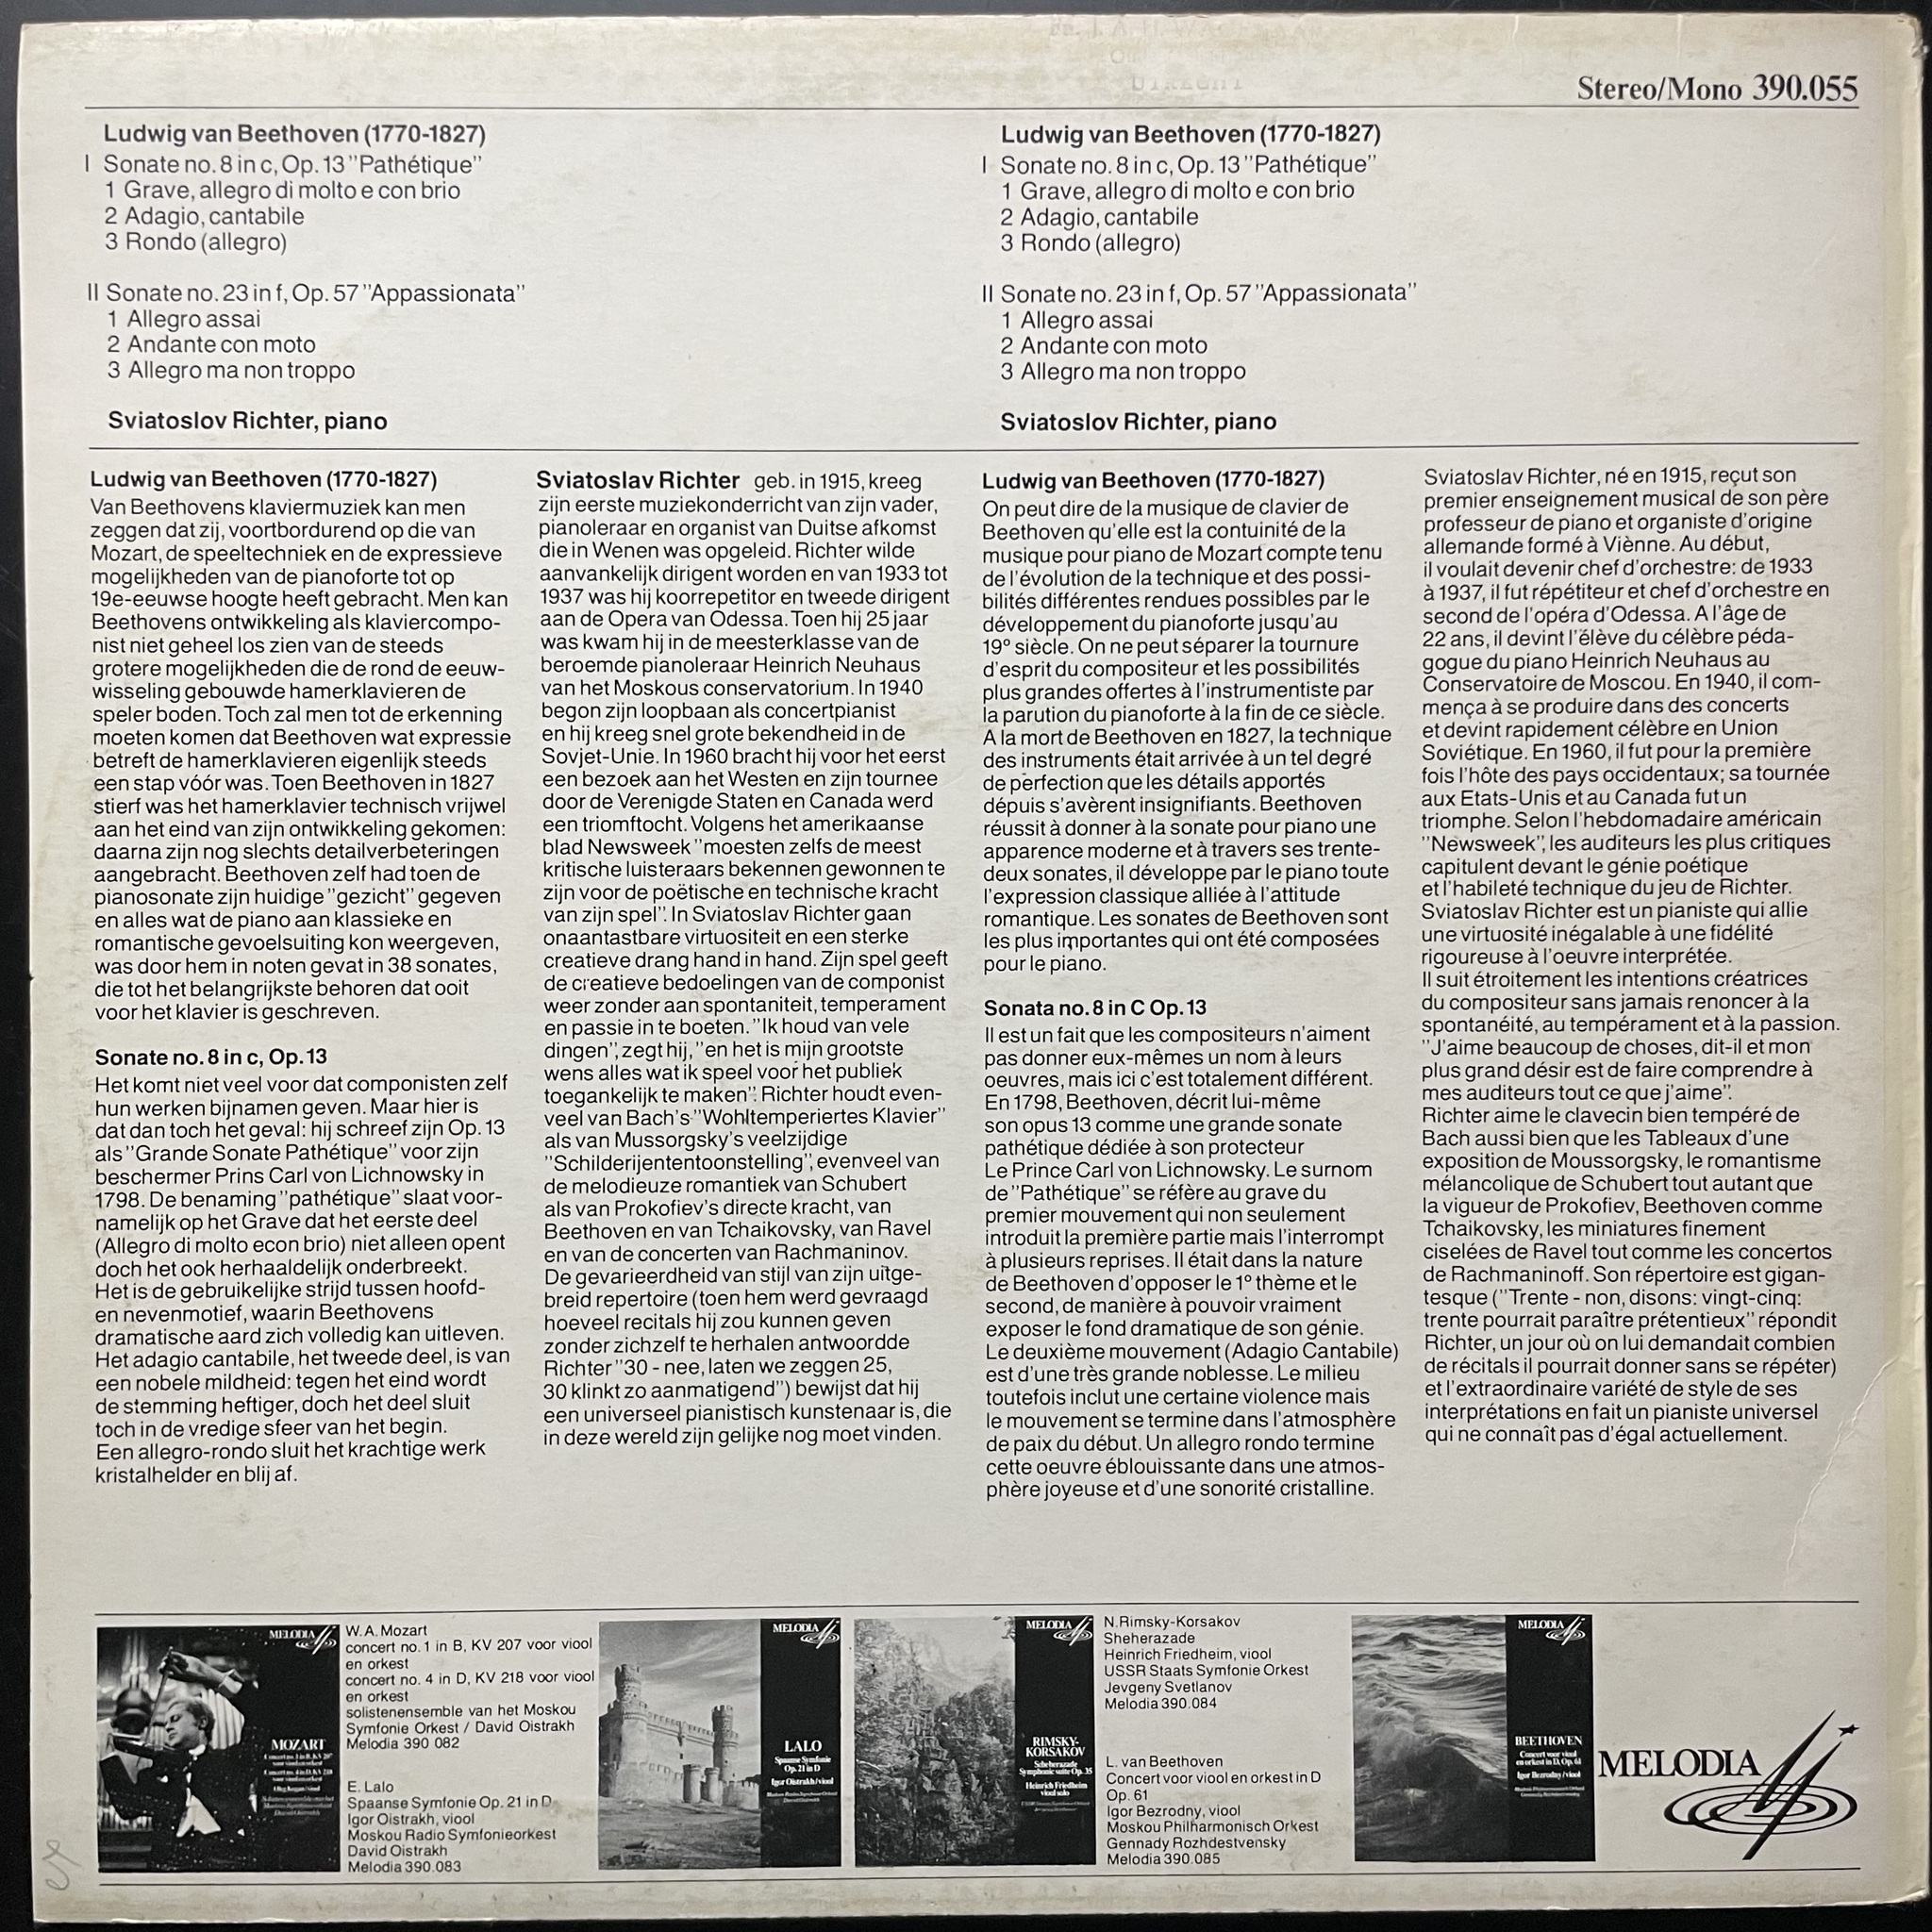 UTRECHT
Stereo/Mono 390.055
Ludwig van Beethoven (1770-1827)
I Sonate no. 8 in c, Op. 13 "Pathétique"
1 Grave, allegro di molto e con brio
2 Adagio, cantabile
3 Rondo (allegro)
II Sonate no. 23 in f, Op. 57 "Appassionata"
1 Allegro assai
2 Andante con moto
3 Allegro ma non troppo
Sviatoslov Richter, piano
Ludwig van Beethoven (1770-1827)
I Sonate no. 8 in c, Op. 13 "Pathétique"
1 Grave, allegro di molto e con brio
2 Adagio, cantabile
3 Rondo (allegro)
II Sonate no. 23 in f, Op. 57 "Appassionata"
1 Allegro assai
2 Andante con moto
3 Allegro ma non troppo
Sviatoslov Richter, piano
Ludwig van Beethoven (1770-1827)
Van Beethovens klaviermuziek kan men
zeggen dat zij, voortbordurend op die van
Mozart, de speeltechniek en de expressieve
mogelijkheden van de pianoforte tot op
19e-eeuwse hoogte heeft gebracht. Men kan
Beethovens ontwikkeling als klaviercompo-
nist niet geheel los zien van de steeds
grotere mogelijkheden die de rond de eeuw-
wisseling gebouwde hamerklavieren de
speler boden. Toch zal men tot de erkenning
moeten komen dat Beethoven wat expressie
betreft de hamerklavieren eigenlijk steeds
een stap vóór was. Toen Beethoven in 1827
stierf was het hamerklavier technisch vrijwel
aan het eind van zijn ontwikkeling gekomen:
daarna zijn nog slechts detailverbeteringen
aangebracht. Beethoven zelf had toen de
pianosonate zijn huidige "gezicht" gegeven
en alles wat de piano aan klassieke en
romantische gevoelsuiting kon weergeven,
was door hem in noten gevat in 38 sonates,
die tot het belangrijkste behoren dat ooit
voor het klavier is geschreven.
Sonate no. 8 in c, Op. 13
Het komt niet veel voor dat componisten zelf
hun werken bijnamen geven. Maar hier is
dat dan toch het geval: hij schreef zijn Op. 13
als "Grande Sonate Pathétique" voor zijn
beschermer Prins Carl von Lichnowsky in
1798. De benaming "pathétique" slaat voor-
namelijk op het Grave dat het eerste deel
(Allegro di molto econ brio) niet alleen opent
doch het ook herhaaldelijk onderbreekt.
Het is de gebruikelijke strijd tussen hoofd-
en nevenmotief, waarin Beethovens
dramatische aard zich volledig kan uitleven.
Het adagio cantabile, het tweede deel, is van
een nobele mildheid: tegen het eind wordt
de stemming heftiger, doch het deel sluit
toch in de vredige sfeer van het begin.
Een allegro-rondo sluit het krachtige werk
kristalhelder en blij af.
Sviatoslav Richter geb. in 1915, kreeg
zijn eerste muziekonderricht van zijn vader,
pianoleraar en organist van Duitse afkomst
die in Wenen was opgeleid. Richter wilde
aanvankelijk dirigent worden en van 1933 tot
1937 was hij koorrepetitor en tweede dirigent
aan de Opera van Odessa. Toen hij 25 jaar
was kwam hij in de meesterklasse van de
beroemde pianoleraar Heinrich Neuhaus
van het Moskous conservatorium. In 1940
begon zijn loopbaan als concertpianist
en hij kreeg snel grote bekendheid in de
Sovjet-Unie. In 1960 bracht hij voor het eerst
een bezoek aan het Westen en zijn tournee
door de Verenigde Staten en Canada werd
een triomftocht. Volgens het amerikaanse
blad Newsweek "moesten zelfs de meest
kritische luisteraars bekennen gewonnen te
zijn voor de poëtische en technische kracht
van zijn spel". In Sviatoslav Richter gaan
onaantastbare virtuositeit en een sterke
creatieve drang hand in hand. Zijn spel geeft
de creatieve bedoelingen van de componist
weer zonder aan spontaniteit, temperament
en passie in te boeten. "Ik houd van vele
dingen", zegt hij, "en het is mijn grootste
wens alles wat ik speel voor het publiek
toegankelijk te maken". Richter houdt even-
veel van Bach's "Wohltemperiertes Klavier"
als van Mussorgsky's veelzijdige
"Schilderijententoonstelling", evenveel van
de melodieuze romantiek van Schubert
als van Prokofiev's directe kracht, van
Beethoven en van Tchaikovsky, van Ravel
en van de concerten van Rachmaninov.
De gevarieerdheid van stijl van zijn uitge-
breid repertoire (toen hem werd gevraagd
hoeveel recitals hij zou kunnen geven
zonder zichzelf te herhalen antwoordde
Richter "30 - nee, laten we zeggen 25,
30 klinkt zo aanmatigend") bewijst dat hij
een universeel pianistisch kunstenaar is, die
in deze wereld zijn gelijke nog moet vinden.
Ludwig van Beethoven (1770-1827)
On peut dire de la musique de clavier de
Beethoven qu'elle est la contuinité de la
musique pour piano de Mozart compte tenu
de l'évolution de la technique et des possi-
bilités différentes rendues possibles par le
développement du pianoforte jusqu'au
19° siècle. On ne peut séparer la tournure
d'esprit du compositeur et les possibilités
plus grandes offertes à l'instrumentiste par
la parution du pianoforte à la fin de ce siècle.
A la mort de Beethoven en 1827, la technique
des instruments était arrivée à un tel degré
de perfection que les détails apportés
dépuis s'avèrent insignifiants. Beethoven
réussit à donner à la sonate pour piano une
apparence moderne et à travers ses trente-
deux sonates, il développe par le piano toute
l'expression classique alliée à l'attitude
romantique. Les sonates de Beethoven sont
les plus importantes qui ont été composées
pour le piano.
Sonata no. 8 in C Op. 13
Il est un fait que les compositeurs n'aiment
pas donner eux-mêmes un nom à leurs
oeuvres, mais ici c'est totalement différent.
En 1798, Beethoven, décrit lui-même
son opus 13 comme une grande sonate
pathétique dédiée à son protecteur
Le Prince Carl von Lichnowsky. Le surnom
de "Pathétique" se réfère au grave du
premier mouvement qui non seulement
introduit la première partie mais l'interrompt
à plusieurs reprises. Il était dans la nature
de Beethoven d'opposer le 1° thème et le
second, de manière à pouvoir vraiment
exposer le fond dramatique de son génie.
Le deuxième mouvement (Adagio Cantabile)
est d'une très grande noblesse. Le milieu
toutefois inclut une certaine violence mais
le mouvement se termine dans l'atmosphère
de paix du début. Un allegro rondo termine
cette oeuvre éblouissante dans une atmos-
phère joyeuse et d'une sonorité cristalline.
Sviatoslav Richter, né en 1915, reçut son
premier enseignement musical de son père
professeur de piano et organiste d'origine
allemande formé à Viènne. Au début,
il voulait devenir chef d'orchestre: de 1933
à 1937, il fut répétiteur et chef d'orchestre en
second de l'opéra d'Odessa. A l'âge de
22 ans, il devint l'élève du célèbre péda-
gogue du piano Heinrich Neuhaus au
Conservatoire de Moscou. En 1940, il com-
mença à se produire dans des concerts
et devint rapidement célèbre en Union
Soviétique. En 1960, il fut pour la première
fois l'hôte des pays occidentaux; sa tournée
aux Etats-Unis et au Canada fut un
triomphe. Selon l'hebdomadaire américain
"Newsweek", les auditeurs les plus critiques
capitulent devant le génie poétique
et l'habileté technique du jeu de Richter.
Sviatoslav Richter est un pianiste qui allie
une virtuosité inégalable à une fidélité
rigoureuse à l'oeuvre interprétée.
Il suit étroitement les intentions créatrices
du compositeur sans jamais renoncer à la
spontanéité, au tempérament et à la passion.
"J'aime beaucoup de choses, dit-il et mon
plus grand désir est de faire comprendre à
mes auditeurs tout ce que j'aime".
Richter aime le clavecin bien tempéré de
Bach aussi bien que les Tableaux d'une
exposition de Moussorgsky, le romantisme
mélancolique de Schubert tout autant que
la vigueur de Prokofiev, Beethoven comme
Tchaikovsky, les miniatures finement
ciselées de Ravel tout comme les concertos
de Rachmaninoff. Son répertoire est gigan-
tesque ("Trente - non, disons: vingt-cinq:
trente pourrait paraître prétentieux" répondit
Richter, un jour où on lui demandait combien
de récitals il pourrait donner sans se répéter)
et l'extraordinaire variété de style de ses
interprétations en fait un pianiste universel
qui ne connaît pas d'égal actuellement.
MELODIA
MOZART
W. A. Mozart
concert no. 1 in B, KV 207 voor viool
en orkest
concert no. 4 in D, KV 218 voor viool
en orkest
solistenensemble van het Moskou
Symfonie Orkest / David Oistrakh
Melodia 390 082
E. Lalo
Spaanse Symfonie Op. 21 in D
Igor Oistrakh, viool
Moskou Radio Symfonieorkest
David Oistrakh
Melodia 390.083
MELODIA
LALO
Spaanse Symfonie
Op. 21 in D
Igor Oistrakh/viool
MELODIA
RIMSKY-
KORSAKOV
Scheherazade
Symphonic suite Op. 35
Heinrich Friedheim
viool solo
N.Rimsky-Korsakov
Sheherazade
Heinrich Friedheim, viool
USSR Staats Symfonie Orkest
Jevgeny Svetlanov
Melodia 390.084
L. van Beethoven
Concert voor viool en orkest in D
Op. 61
Igor Bezrodny, viool
Moskou Philharmonisch Orkest
Gennady Rozhdestvensky
Melodia 390.085
MELODIA
BEETHOVEN
Concert voor viool
en orkest in D, Op. 61
Igor Bezrodny/viool
MELODIA